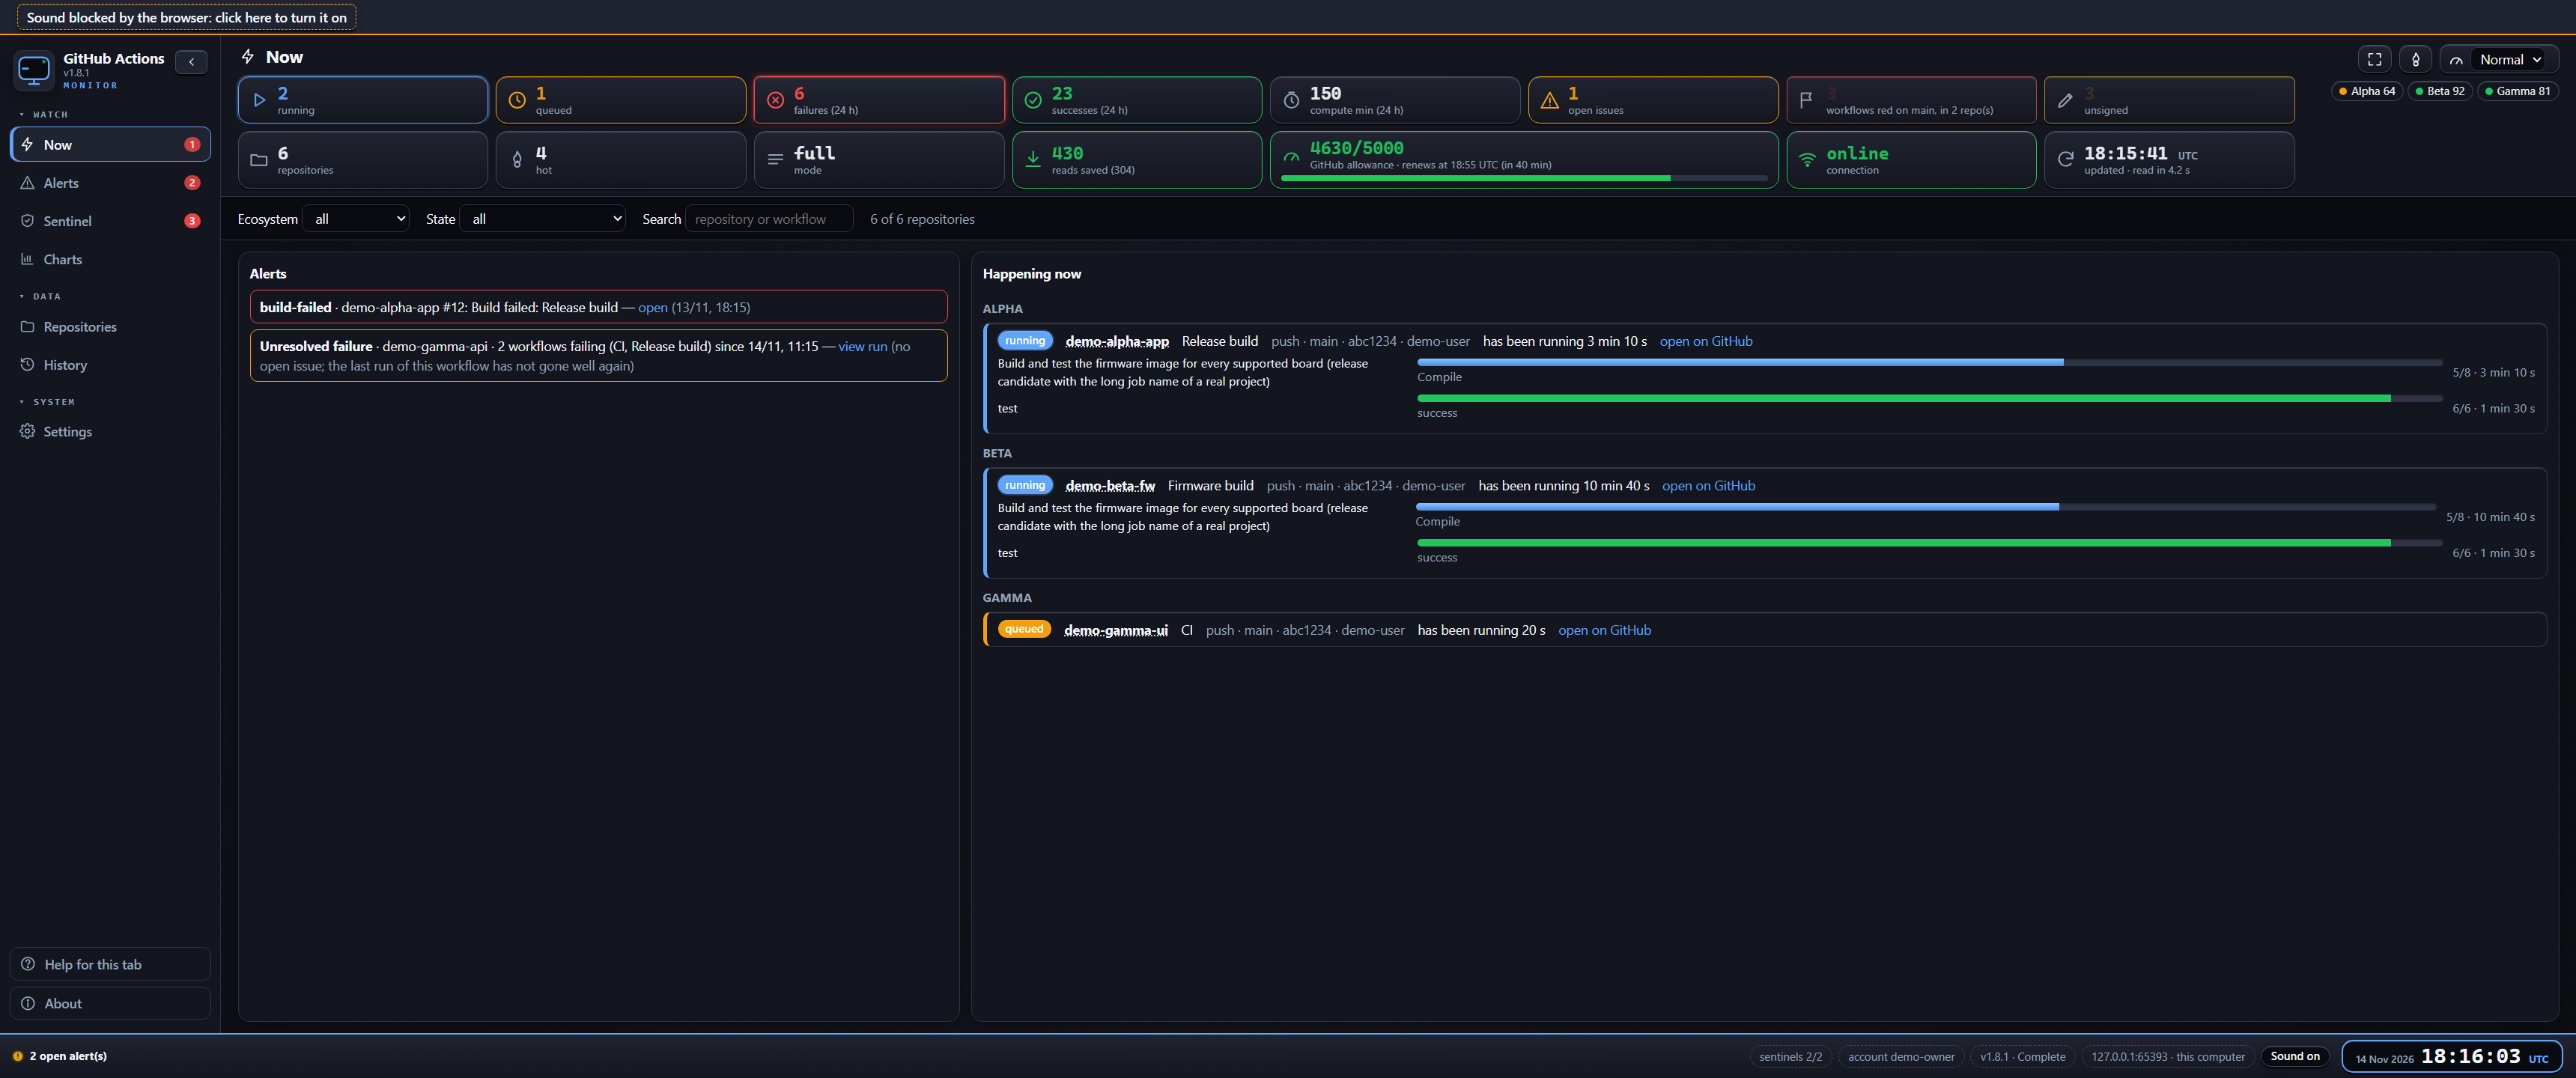 Sound blocked by the browser: click here to turn it on
GitHub Actions
v1.8.1
MONITOR
WATCH
Now 1
Alerts 2
Sentinel 3
Charts
DATA
Repositories
History
SYSTEM
Settings
Help for this tab
About
Now
Normal
2
running
1
queued
6
failures (24 h)
23
successes (24 h)
150
compute min (24 h)
1
open issues
3
workflows red on main, in 2 repo(s)
3
unsigned
Alpha 64
Beta 92
Gamma 81
6
repositories
4
hot
full
mode
430
reads saved (304)
4630/5000
GitHub allowance · renews at 18:55 UTC (in 40 min)
online
connection
18:15:41 UTC
updated · read in 4.2 s
Ecosystem all State all Search repository or workflow 6 of 6 repositories
Alerts
build-failed · demo-alpha-app #12: Build failed: Release build — open (13/11, 18:15)
Unresolved failure · demo-gamma-api · 2 workflows failing (CI, Release build) since 14/11, 11:15 — view run (no
open issue; the last run of this workflow has not gone well again)
Happening now
ALPHA
running demo-alpha-app Release build push · main · abc1234 · demo-user has been running 3 min 10 s open on GitHub
Build and test the firmware image for every supported board (release
candidate with the long job name of a real project)
Compile
5/8 · 3 min 10 s
test
success
6/6 · 1 min 30 s
BETA
running demo-beta-fw Firmware build push · main · abc1234 · demo-user has been running 10 min 40 s open on GitHub
Build and test the firmware image for every supported board (release
candidate with the long job name of a real project)
Compile
5/8 · 10 min 40 s
test
success
6/6 · 1 min 30 s
GAMMA
queued demo-gamma-ui CI push · main · abc1234 · demo-user has been running 20 s open on GitHub
2 open alert(s)
sentinels 2/2
account demo-owner
v1.8.1 · Complete
127.0.0.1:65393 · this computer
Sound on
14 Nov 2026 18:16:03 UTC